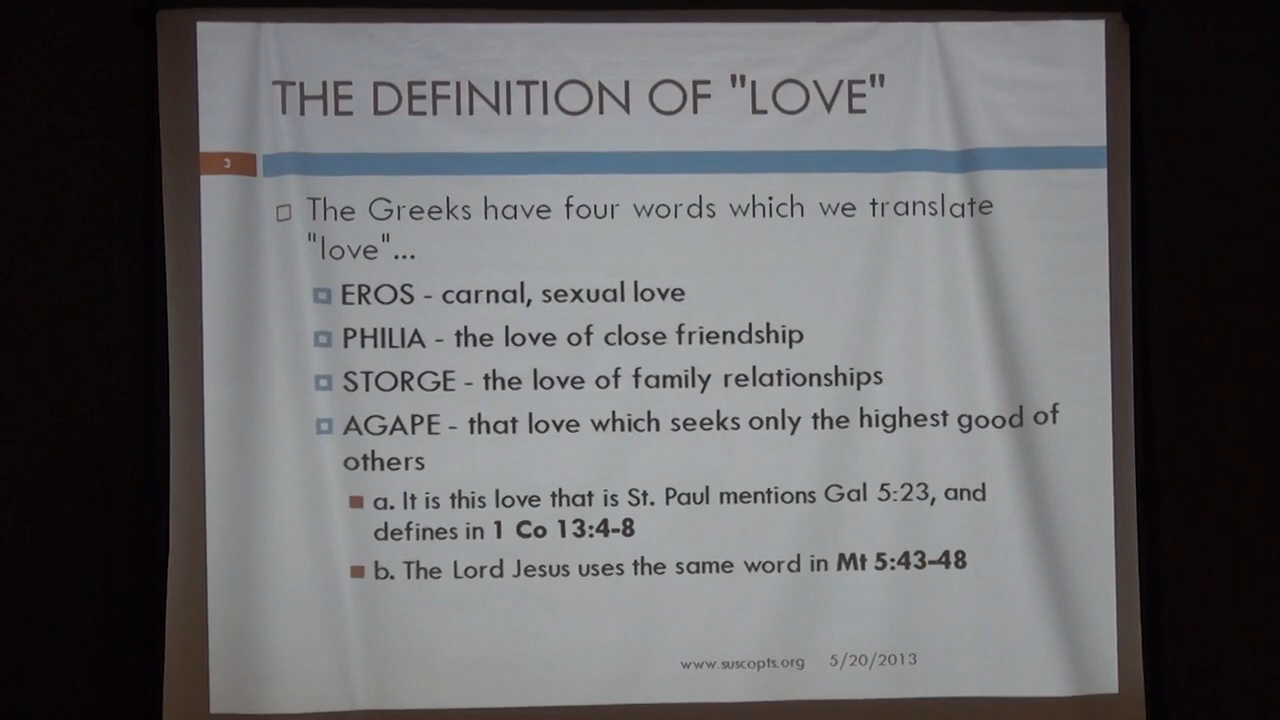 THE DEFINITION OF "LOVE"
3
The Greeks have four words which we translate
"love"...
EROS - carnal, sexual love
PHILIA - the love of close friendship
STORGE - the love of family relationships
AGAPE - that love which seeks only the highest good of
others
a. It is this love that is St. Paul mentions Gal 5:23, and
defines in 1 Co 13:4-8
b. The Lord Jesus uses the same word in Mt 5:43-48
www.suscopts.org 5/20/2013